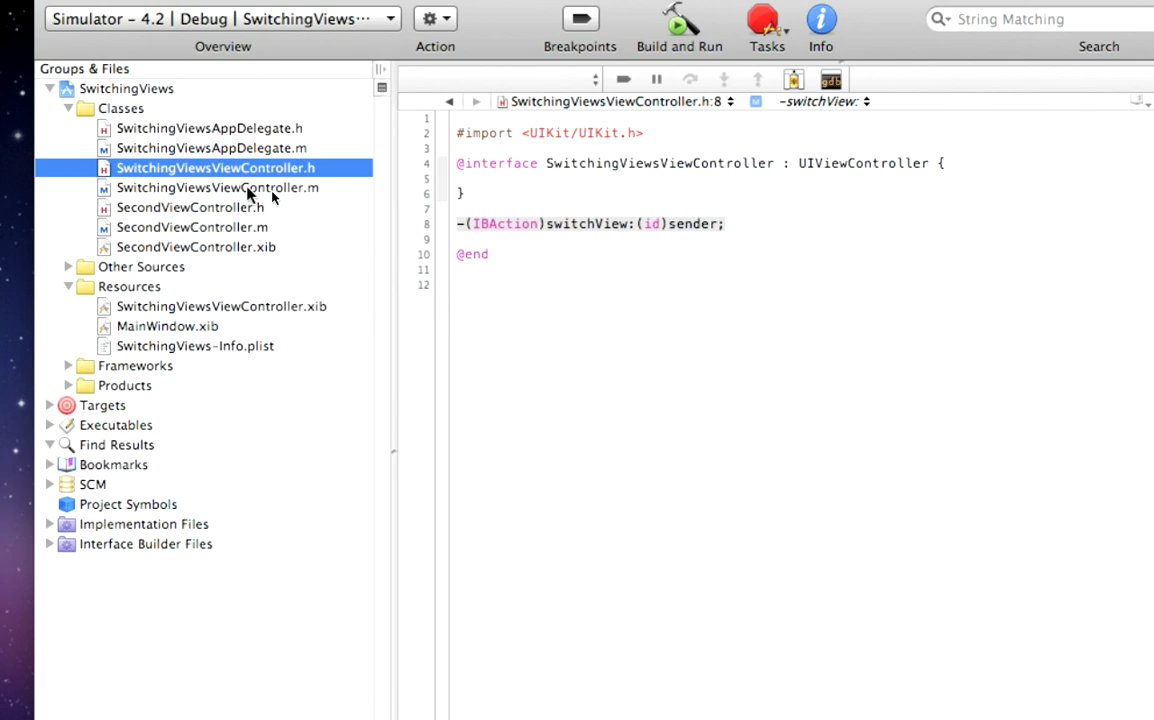 Simulator – 4.2 | Debug | SwitchingViews···
Overview
Action
Breakpoints
Build and Run
Tasks
Info
String Matching
Search
Groups & Files
SwitchingViews
Classes
SwitchingViewsAppDelegate.h
SwitchingViewsAppDelegate.m
SwitchingViewsViewController.h
SwitchingViewsViewController.m
SecondViewController.h
SecondViewController.m
SecondViewController.xib
Other Sources
Resources
SwitchingViewsViewController.xib
MainWindow.xib
SwitchingViews-Info.plist
Frameworks
Products
Targets
Executables
Find Results
Bookmarks
SCM
Project Symbols
Implementation Files
Interface Builder Files
gdb
SwitchingViewsViewController.h:8
-switchView:
1
2 #import <UIKit/UIKit.h>
3
4 @interface SwitchingViewsViewController : UIViewController {
5
6 }
7
8 -(IBAction)switchView:(id)sender;
9
10 @end
11
12